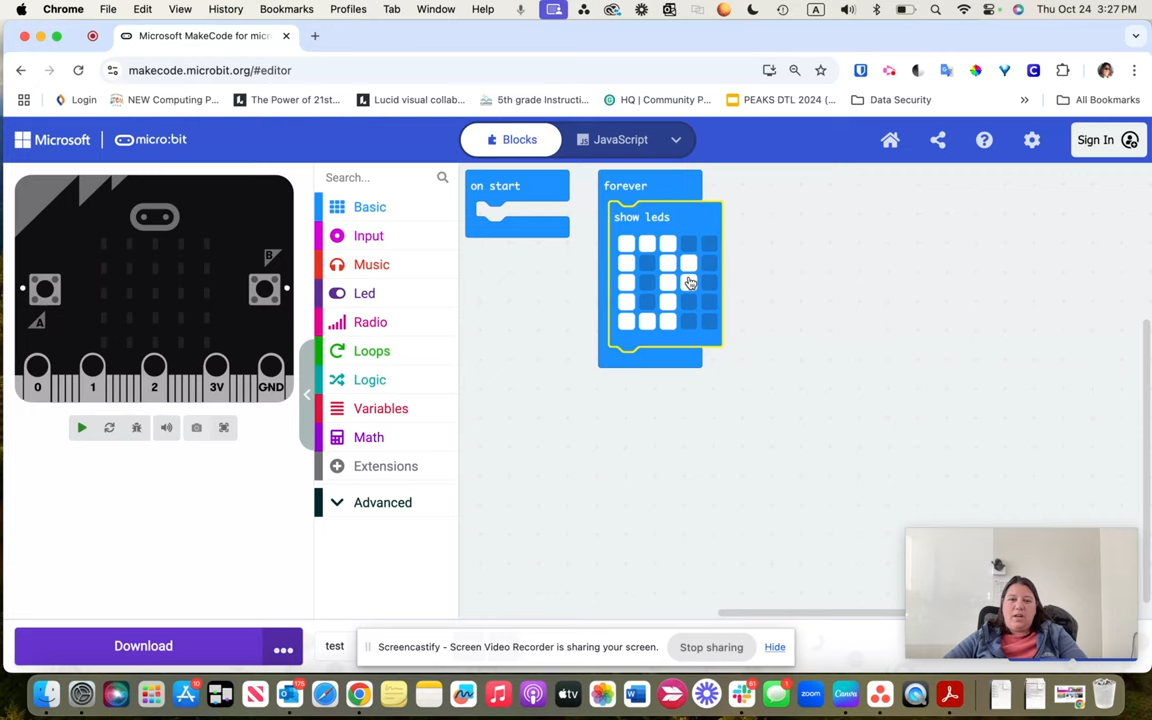 Chrome File Edit View History Bookmarks Profiles Tab Window Help A Thu Oct 24 3:27 PM
Microsoft MakeCode for micr
makecode.microbit.org/#editor
Login NEW Computing P... The Power of 21st... Lucid visual collab... 5th grade Instructi... HQ | Community P... PEAKS DTL 2024 (... Data Security » All Bookmarks
Microsoft micro:bit Blocks JavaScript Sign In
Search...
Basic
Input
Music
Led
Radio
Loops
Logic
Variables
Math
Extensions
Advanced
on start
forever
show leds
A
B
0 1 2 3V GND
Download
test
Screencastify - Screen Video Recorder is sharing your screen. Stop sharing Hide
zoom
Canva
tv